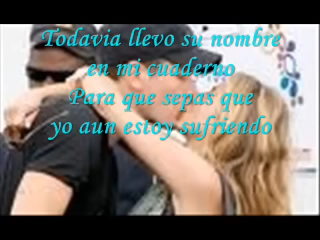 Todavia llevo su nombre
en mi cuaderno
Para que sepas que
yo aun estoy sufriendo